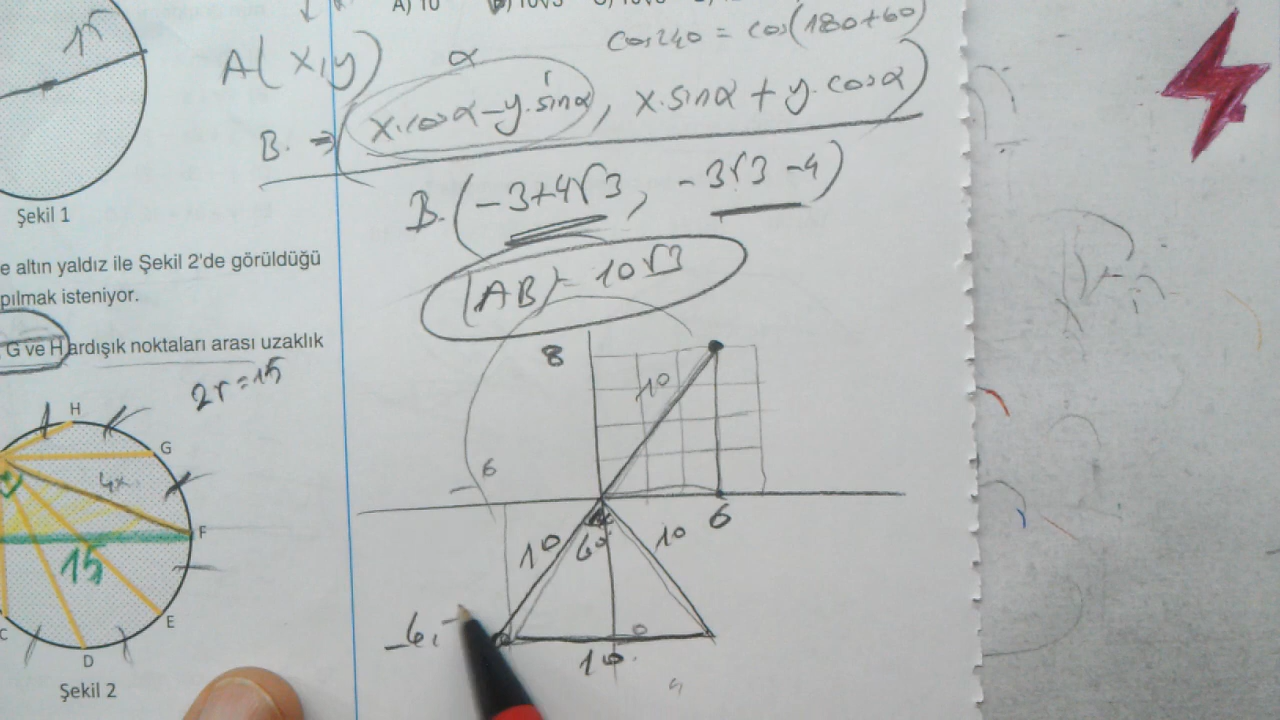 15
Şekil 1
e altın yaldız ile Şekil 2'de görüldüğü
pılmak isteniyor.
G ve H ardışık noktaları arası uzaklık
2r=15
H
G
4x
F
15
E
C
D
Şekil 2
A) 10
cos240 = cos(180+60)
A(x,y)
α
B. ⇒ (x.cosα-y.sinα, x.sinα + y.cosα)
B.(-3+4√3, -3√3-4)
|AB|=10√3
8
10
6
6
10
60
10
-6,-
10